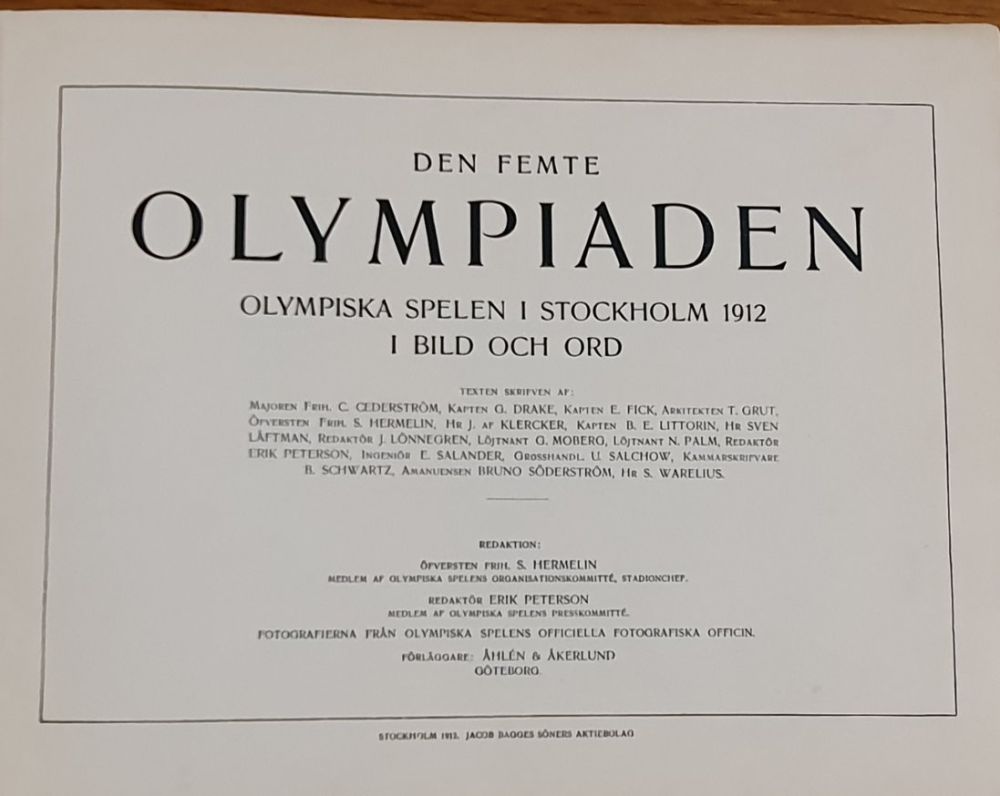 DEN FEMTE
OLYMPIADEN
OLYMPISKA SPELEN I STOCKHOLM 1912
I BILD OCH ORD
TEXTEN SKRIFVEN AF:
MAJOREN FRIH. C. CEDERSTRÖM, KAPTEN G. DRAKE, KAPTEN E. FICK, ARKITEKTEN T. GRUT,
ÖFVERSTEN FRIH. S. HERMELIN, HR J. AF KLERCKER, KAPTEN B. E. LITTORIN, HR SVEN
LÅFTMAN, REDAKTÖR J. LÖNNEGREN, LÖJTNANT G. MOBERG, LÖJTNANT N. PALM, REDAKTÖR
ERIK PETERSON, INGENIÖR E. SALANDER, GROSSHANDL. U. SALCHOW, KAMMARSKRIFVARE
B. SCHWARTZ, AMANUENSEN BRUNO SÖDERSTRÖM, HR S. WARELIUS.
REDAKTION:
ÖFVERSTEN FRIH. S. HERMELIN
MEDLEM AF OLYMPISKA SPELENS ORGANISATIONSKOMMITTÉ, STADIONCHEF.
REDAKTÖR ERIK PETERSON
MEDLEM AF OLYMPISKA SPELENS PRESSKOMMITTÉ.
FOTOGRAFIERNA FRÅN OLYMPISKA SPELENS OFFICIELLA FOTOGRAFISKA OFFICIN.
FÖRLÄGGARE: ÅHLÉN & ÅKERLUND
GÖTEBORG.
STOCKHOLM 1912. JACOB BAGGES SÖNERS AKTIEBOLAG